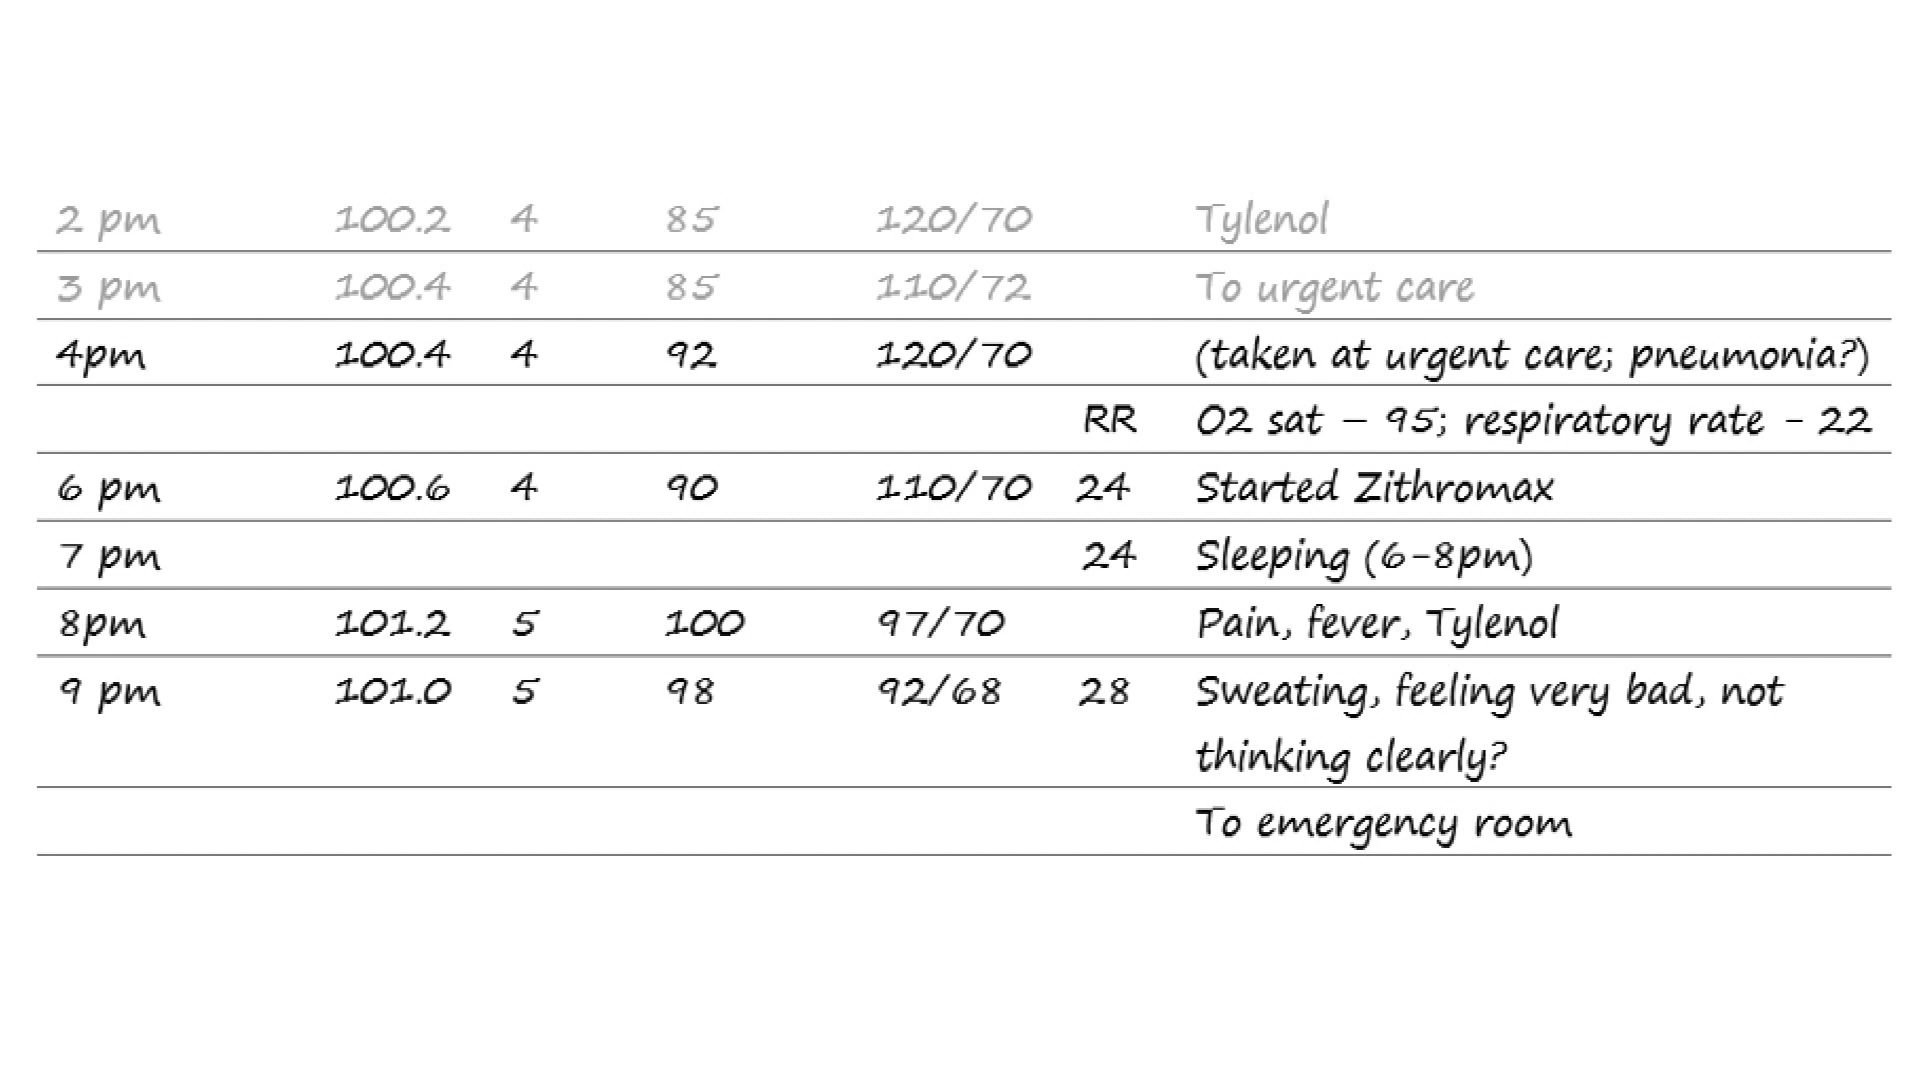 2 pm 100.2 4 85 120/70 Tylenol
3 pm 100.4 4 85 110/72 To urgent care
4pm 100.4 4 92 120/70 (taken at urgent care; pneumonia?)
RR O2 sat – 95; respiratory rate - 22
6 pm 100.6 4 90 110/70 24 Started Zithromax
7 pm 24 Sleeping (6-8pm)
8pm 101.2 5 100 97/70 Pain, fever, Tylenol
9 pm 101.0 5 98 92/68 28 Sweating, feeling very bad, not
thinking clearly?
To emergency room